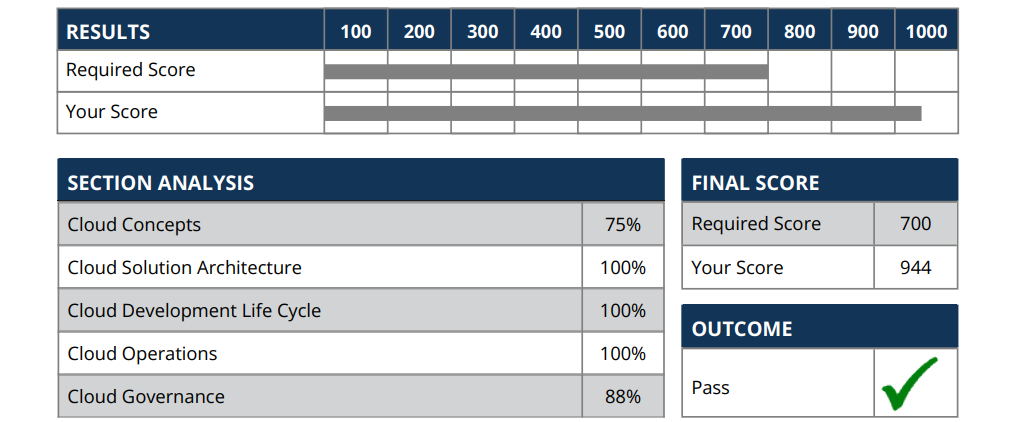 RESULTS 100 200 300 400 500 600 700 800 900 1000
Required Score
Your Score
SECTION ANALYSIS
Cloud Concepts 75%
Cloud Solution Architecture 100%
Cloud Development Life Cycle 100%
Cloud Operations 100%
Cloud Governance 88%
FINAL SCORE
Required Score 700
Your Score 944
OUTCOME
Pass